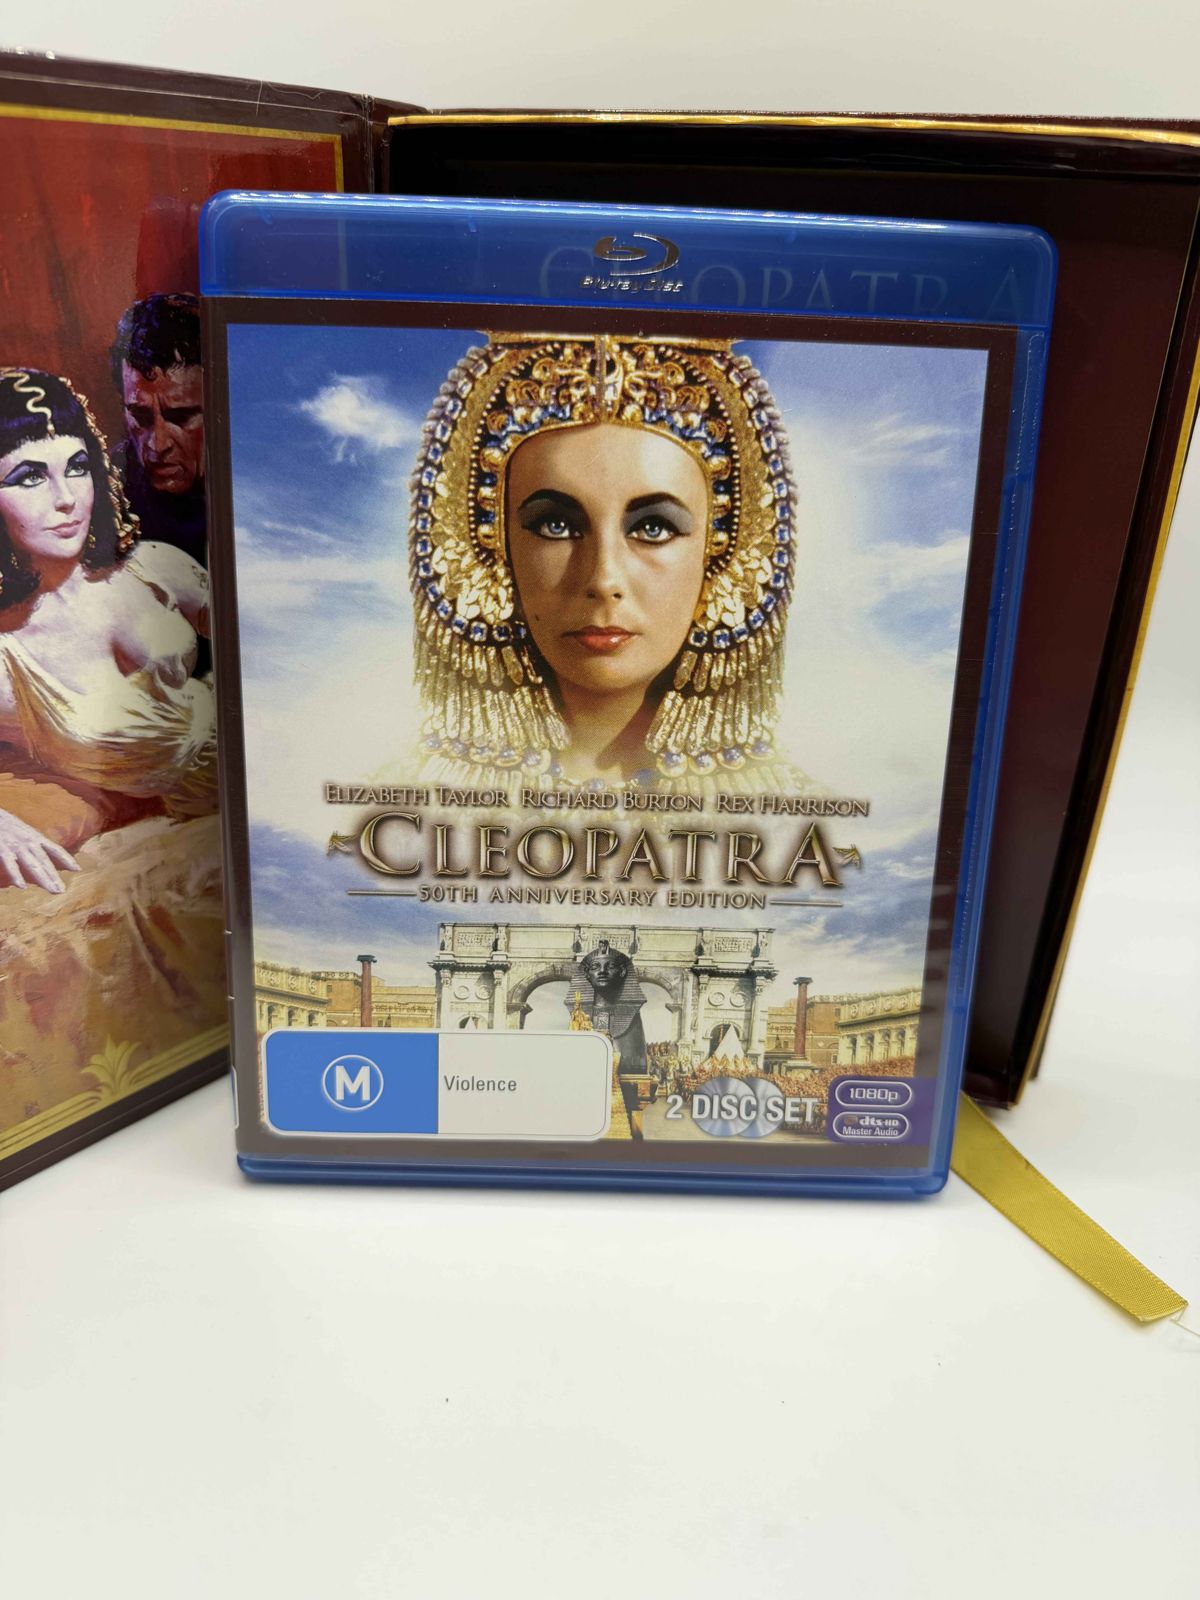 Blu-ray Disc
CLEOPATRA
ELIZABETH TAYLOR RICHARD BURTON REX HARRISON
CLEOPATRA
50TH ANNIVERSARY EDITION
M Violence
2 DISC SET
1080p
dts-HD
Master Audio